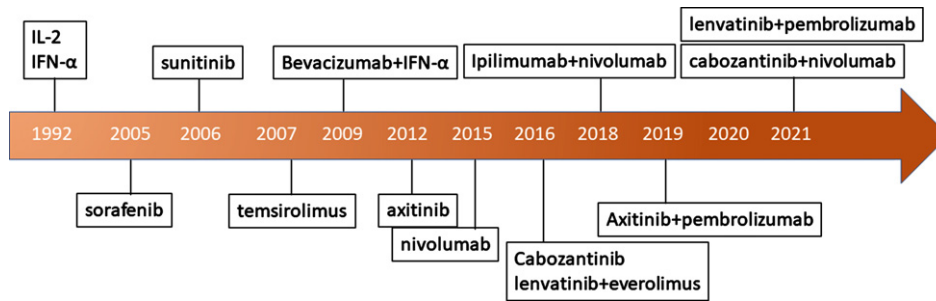 IL-2
IFN-α
sunitinib
Bevacizumab+IFN-α
Ipilimumab+nivolumab
lenvatinib+pembrolizumab
cabozantinib+nivolumab
1992 2005 2006 2007 2009 2012 2015 2016 2018 2019 2020 2021
sorafenib
temsirolimus
axitinib
nivolumab
Cabozantinib
lenvatinib+everolimus
Axitinib+pembrolizumab